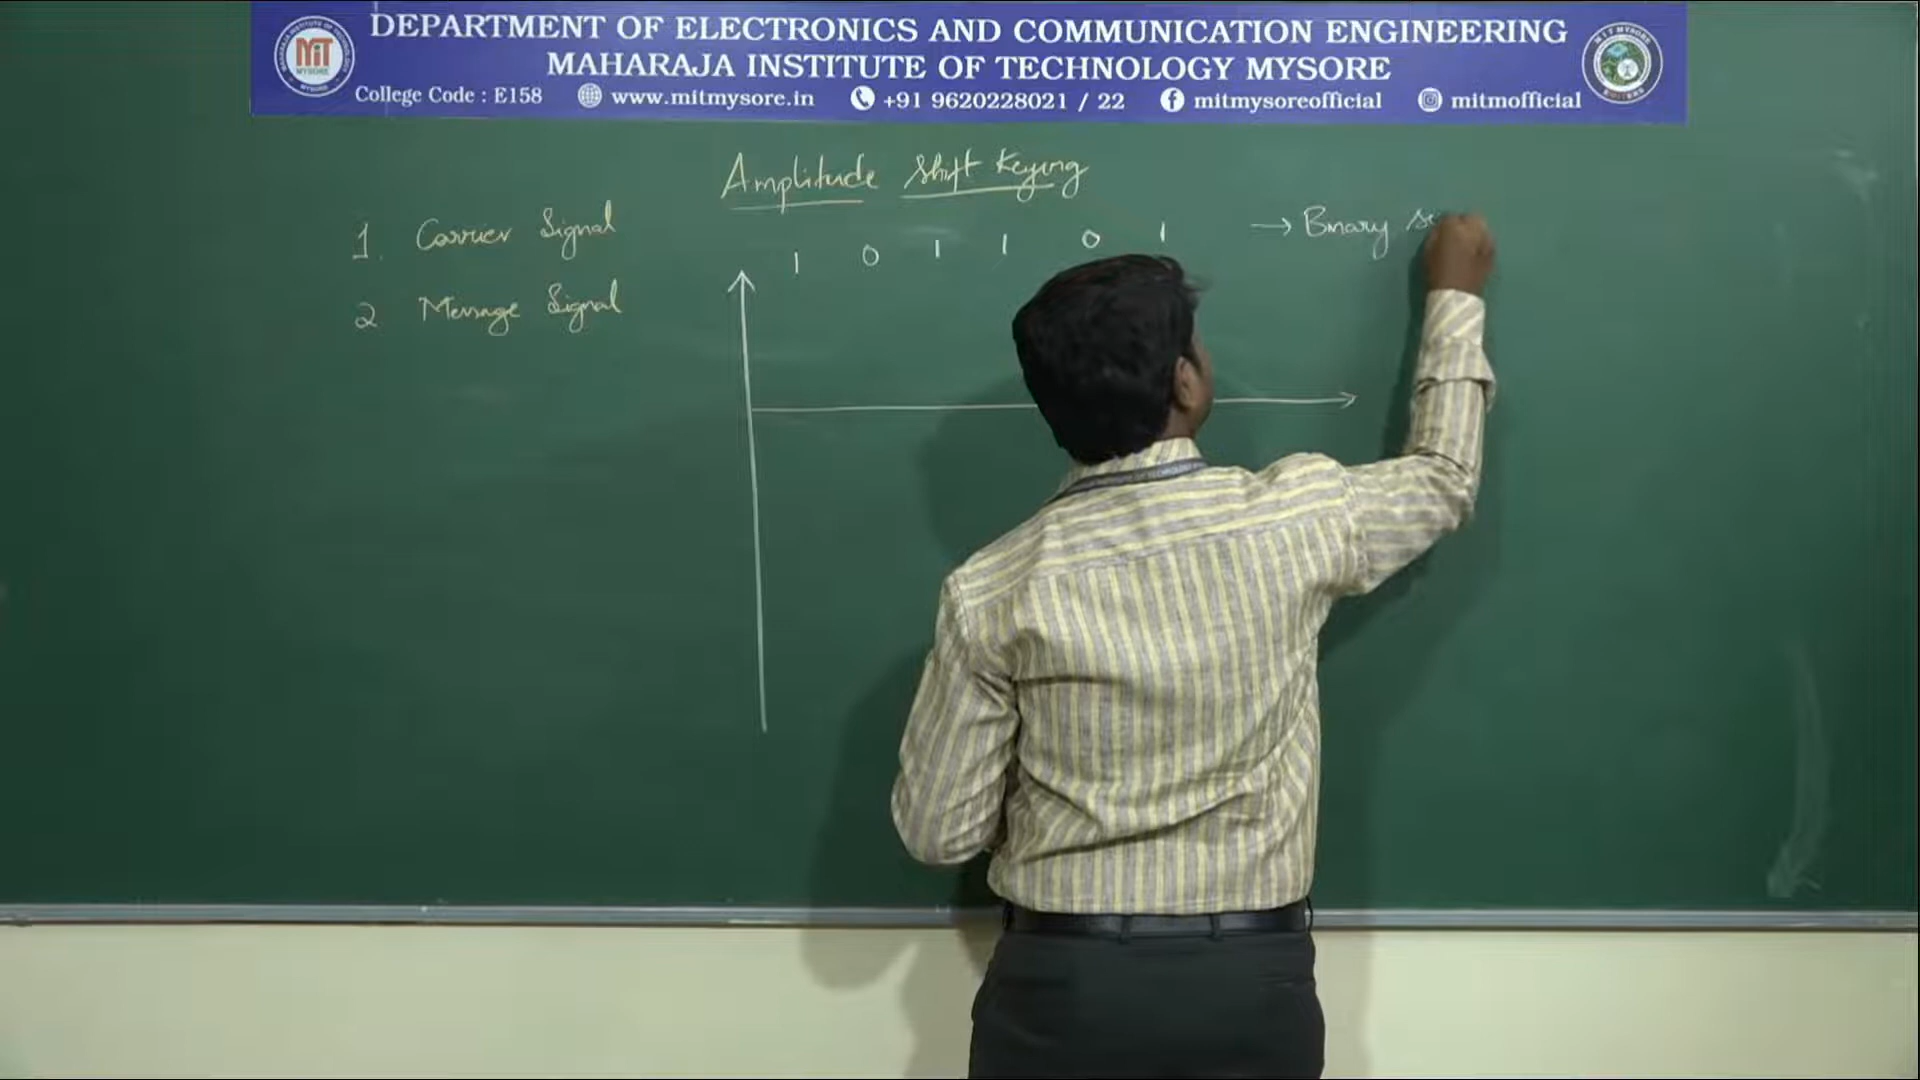 DEPARTMENT OF ELECTRONICS AND COMMUNICATION ENGINEERING
MAHARAJA INSTITUTE OF TECHNOLOGY MYSORE
College Code : E158 www.mitmysore.in +91 9620228021 / 22 mitmysoreofficial mitmofficial
MIT
MYSORE
Amplitude Shift Keying
1. Carrier Signal
1 0 1 1 0 1 → Binary
2 Message Signal